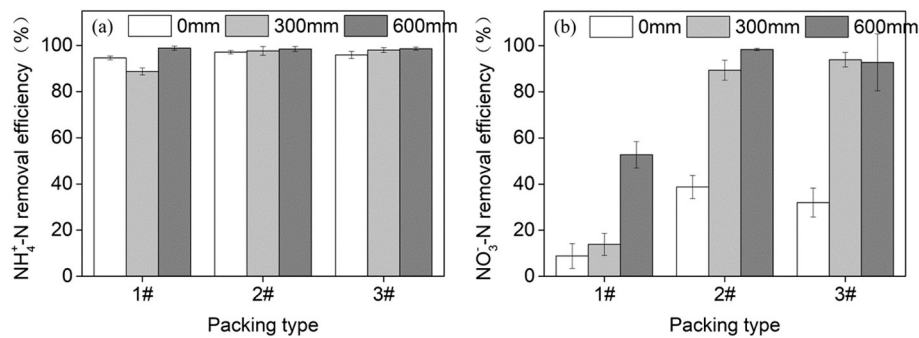 (a) 0mm 300mm 600mm
NH₄⁺-N removal efficiency (%)
100
80
60
40
20
0
1# 2# 3#
Packing type
(b) 0mm 300mm 600mm
NO₃⁻-N removal efficiency (%)
100
80
60
40
20
0
1# 2# 3#
Packing type